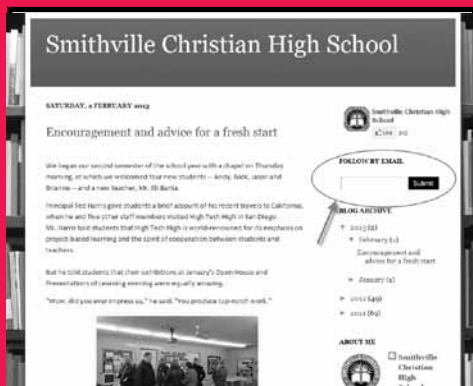 Smithville Christian High School
SATURDAY, 2 FEBRUARY 2013
Encouragement and advice for a fresh start
We began our second semester of the school year with a chapel on Thursday
morning, at which we welcomed four new students — Andy, Nick, Jason and
Brianna — and a new teacher, Mr. Eli
Principal Ted Harris gave students a brief account of his recent travels to California,
when he and five other staff members visited High Tech High in San Diego.
Mr. Harris told students that High Tech High is world-renowned for its emphasis on
project based learning and the spirit of cooperation between students and
teachers.
But he told students that their exhibitions at January's Open House and
Presentations of Learning evening were equally amazing.
"Wow, did you ever impress us," he said. "You produce top-notch work."
Smithville Christian High
School
Like
FOLLOW BY EMAIL
Submit
BLOG ARCHIVE
▼ 2013 (2)
▼ February (1)
Encouragement and
advice for a fresh start
► January (1)
► 2012 (49)
► 2011 (69)
ABOUT ME
Smithville
Christian
High